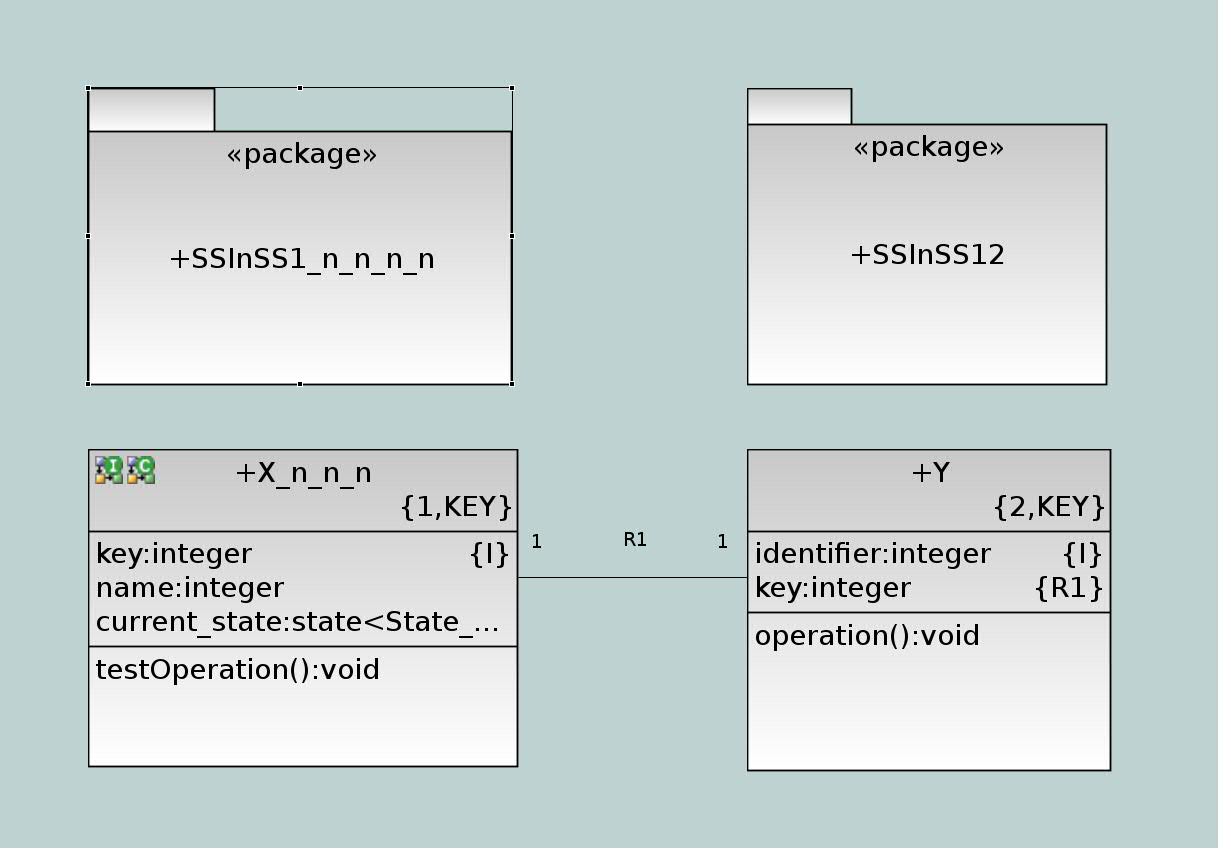 «package»
+SSInSS1_n_n_n_n
«package»
+SSInSS12
I C
+X_n_n_n
{1,KEY}
key:integer {I}
name:integer
current_state:state<State_...
testOperation():void
1 R1 1
+Y
{2,KEY}
identifier:integer {I}
key:integer {R1}
operation():void